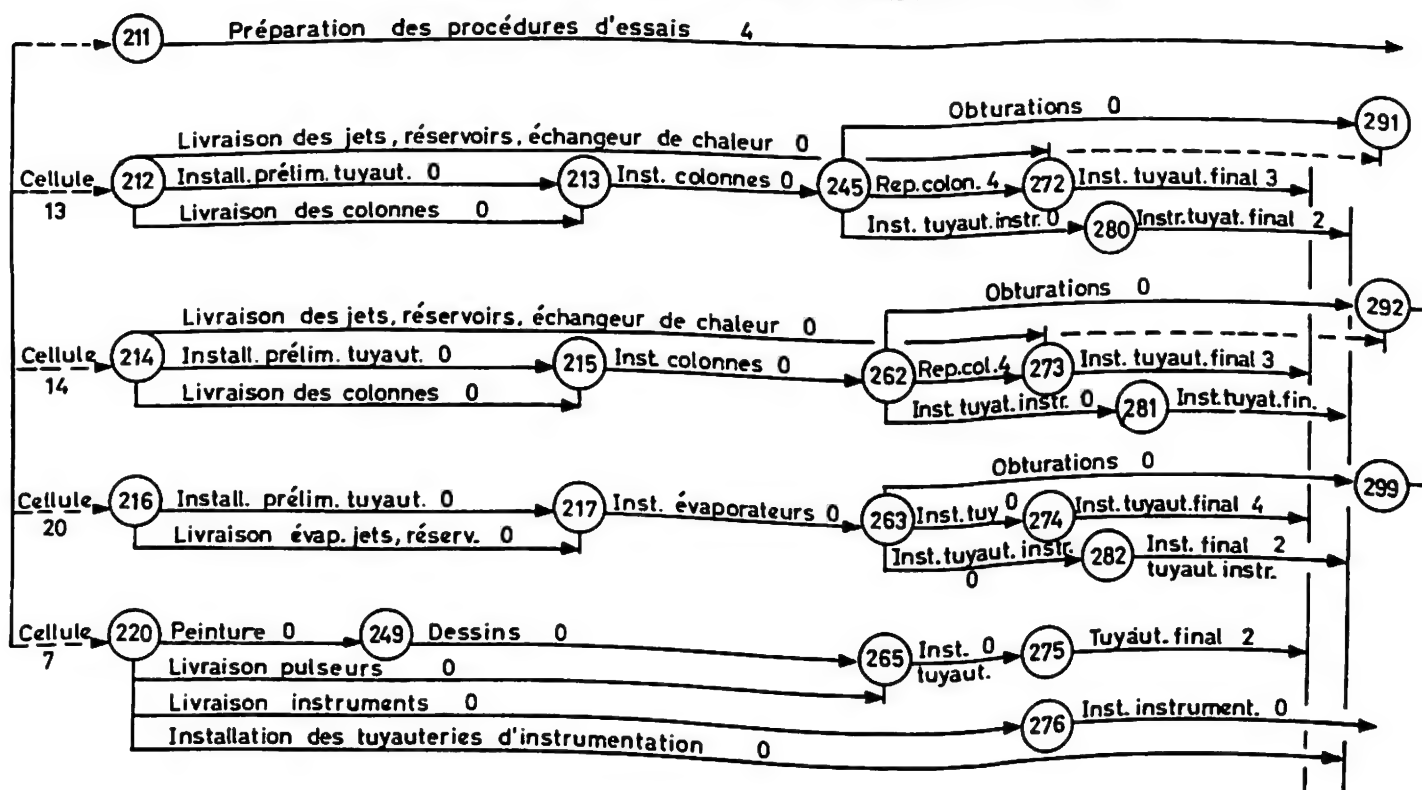 211 Préparation des procédures d'essais 4
Obturations 0 291
Livraison des jets, réservoirs, échangeur de chaleur 0
Cellule 13 212 Install. prélim. tuyaut. 0 213 Inst. colonnes 0 245 Rep. colon. 4 272 Inst. tuyaut. final 3
Livraison des colonnes 0 Inst. tuyaut. instr. 0 280 Instr. tuyat. final 2
Obturations 0 292
Livraison des jets, réservoirs, échangeur de chaleur 0
Cellule 14 214 Install. prélim. tuyaut. 0 215 Inst. colonnes 0 262 Rep. col. 4 273 Inst. tuyaut. final 3
Livraison des colonnes 0 Inst. tuyat. instr. 0 281 Inst. tuyat. fin.
Obturations 0 299
Cellule 20 216 Install. prélim. tuyaut. 0 217 Inst. évaporateurs 0 263 Inst. tuy 0 274 Inst. tuyaut. final 4
Livraison évap. jets, réserv. 0 Inst. tuyaut. instr. 0 282 Inst. final 2
tuyaut. instr.
Cellule 7 220 Peinture 0 249 Dessins 0 265 Inst. 0 275 Tuyaut. final 2
tuyaut.
Livraison pulseurs 0
Livraison instruments 0 276 Inst. instrument. 0
Installation des tuyauteries d'instrumentation 0